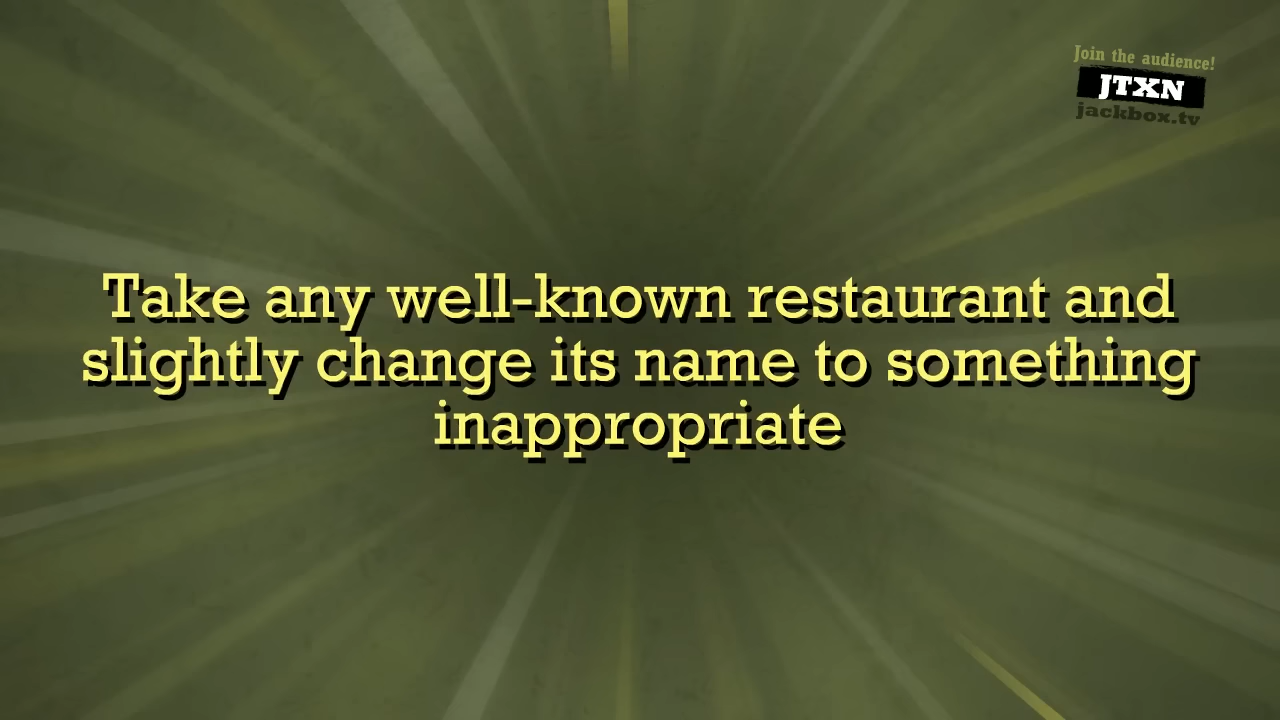 Join the audience!
JTXN
jackbox.tv
Take any well-known restaurant and
slightly change its name to something
inappropriate